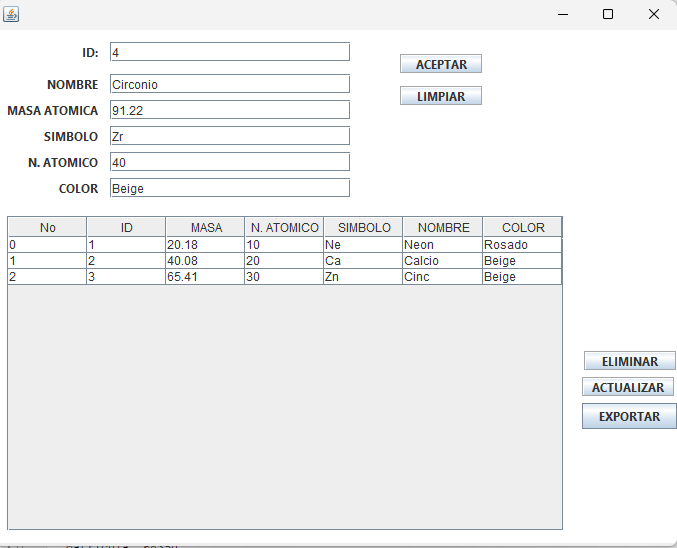 ID: 4
ACEPTAR
NOMBRE Circonio
LIMPIAR
MASA ATOMICA 91.22
SIMBOLO Zr
N. ATOMICO 40
COLOR Beige
No ID MASA N. ATOMICO SIMBOLO NOMBRE COLOR
0 1 20.18 10 Ne Neon Rosado
1 2 40.08 20 Ca Calcio Beige
2 3 65.41 30 Zn Cinc Beige
ELIMINAR
ACTUALIZAR
EXPORTAR